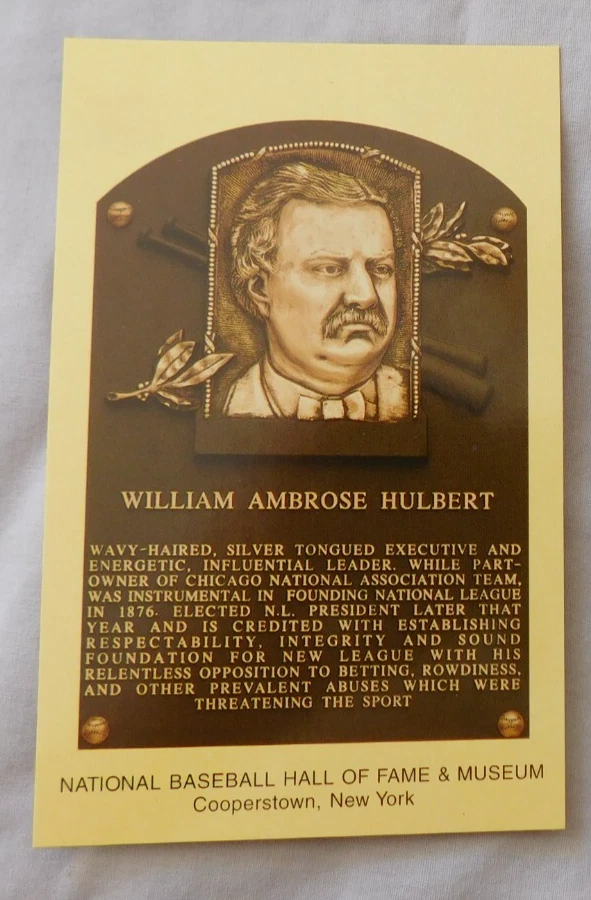 WILLIAM AMBROSE HULBERT
WAVY-HAIRED, SILVER TONGUED EXECUTIVE AND
ENERGETIC, INFLUENTIAL LEADER. WHILE PART-
OWNER OF CHICAGO NATIONAL ASSOCIATION TEAM,
WAS INSTRUMENTAL IN FOUNDING NATIONAL LEAGUE
IN 1876. ELECTED N.L. PRESIDENT LATER THAT
YEAR AND IS CREDITED WITH ESTABLISHING
RESPECTABILITY, INTEGRITY AND SOUND
FOUNDATION FOR NEW LEAGUE WITH HIS
RELENTLESS OPPOSITION TO BETTING, ROWDINESS,
AND OTHER PREVALENT ABUSES WHICH WERE
THREATENING THE SPORT
NATIONAL BASEBALL HALL OF FAME & MUSEUM
Cooperstown, New York